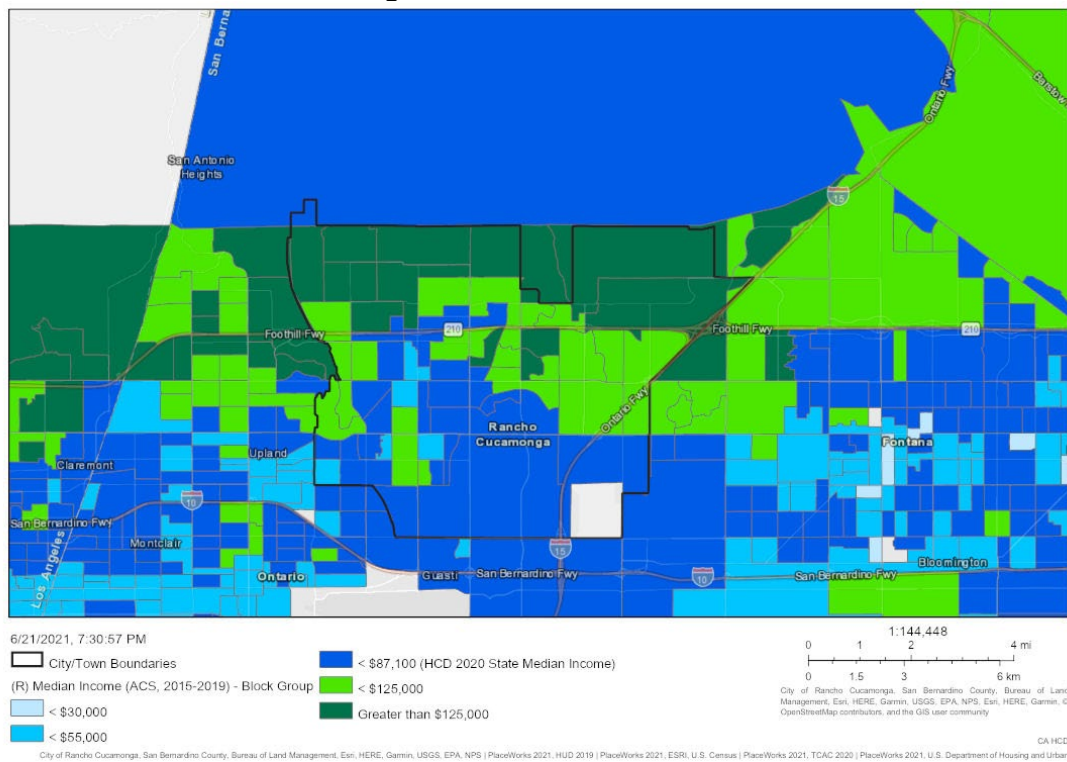 San Berna
Ontario Fwy
Barstow
San Antonio
Heights
15
Foothill Fwy
210
Foothill Fwy
210
Ontario Fwy
Rancho
Cucamonga
Fontana
Upland
Claremont
10
San Bernardino Fwy
Montclair
Los Angeles
Ontario
Guasti
15
San Bernardino Fwy
10
San Bernardino Fwy
Bloomington
6/21/2021, 7:30:57 PM
City/Town Boundaries
(R) Median Income (ACS, 2015-2019) - Block Group
< $30,000
< $55,000
< $87,100 (HCD 2020 State Median Income)
< $125,000
Greater than $125,000
1:144,448
0 1 2 4 mi
0 1.5 3 6 km
City of Rancho Cucamonga, San Bernardino County, Bureau of Land
Management, Esri, HERE, Garmin, USGS, EPA, NPS, Esri, HERE, Garmin, ©
OpenStreetMap contributors, and the GIS user community
CA HCD
City of Rancho Cucamonga, San Bernardino County, Bureau of Land Management, Esri, HERE, Garmin, USGS, EPA, NPS | PlaceWorks 2021, HUD 2019 | PlaceWorks 2021, ESRI, U.S. Census | PlaceWorks 2021, TCAC 2020 | PlaceWorks 2021, U.S. Department of Housing and Urban